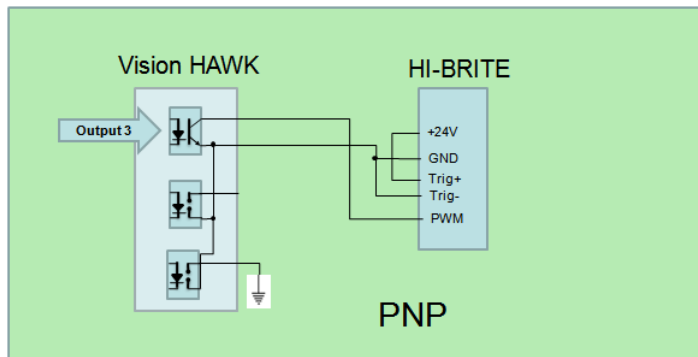 Vision HAWK
HI-BRITE
Output 3
+24V
GND
Trig+
Trig-
PWM
PNP